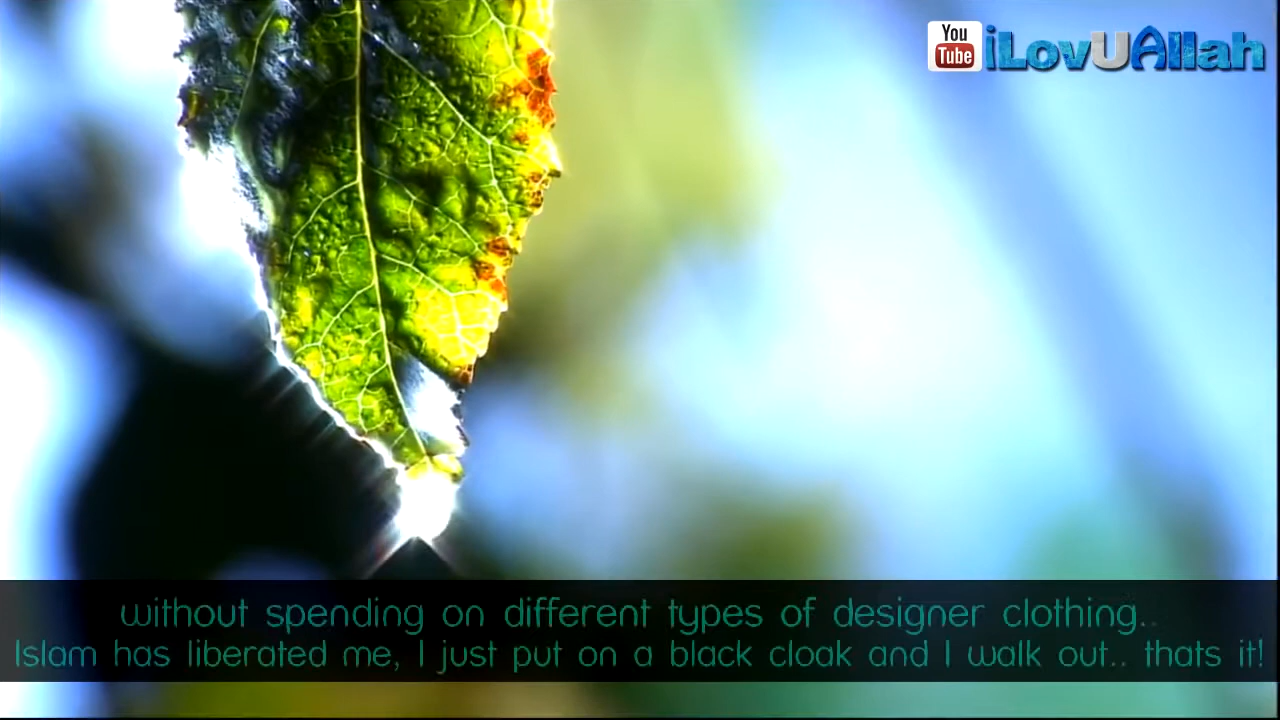 You
Tube
iLovUAllah
without spending on different types of designer clothing..
Islam has liberated me, I just put on a black cloak and I walk out.. thats it!